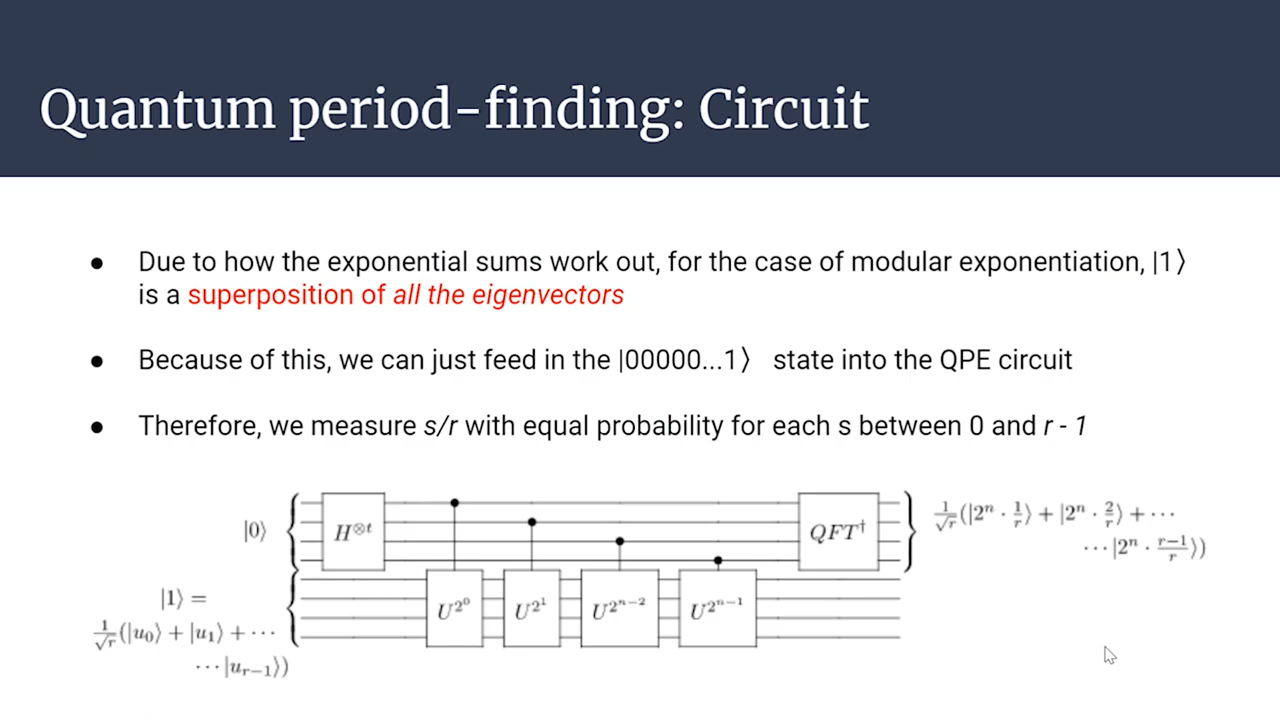 Quantum period-finding: Circuit
● Due to how the exponential sums work out, for the case of modular exponentiation, |1⟩
is a superposition of all the eigenvectors
● Because of this, we can just feed in the |00000...1⟩ state into the QPE circuit
● Therefore, we measure s/r with equal probability for each s between 0 and r - 1
|0⟩
H^{⊗t}
QFT^†
1/√r (|2^n · 1/r⟩ + |2^n · 2/r⟩ + ⋯
⋯ |2^n · r−1/r⟩)
|1⟩ =
1/√r (|u_0⟩ + |u_1⟩ + ⋯
⋯ |u_{r−1}⟩)
U^{2^0} U^{2^1} U^{2^{n−2}} U^{2^{n−1}}